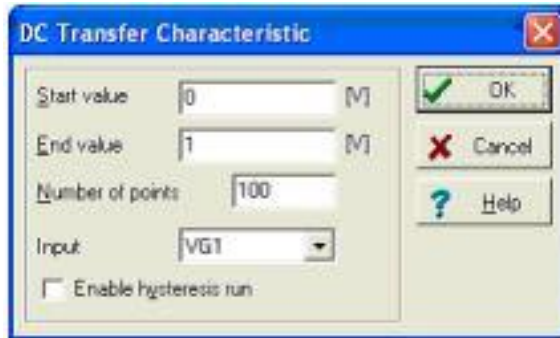 DC Transfer Characteristic
Start value 0 [V]
End value 1 [V]
Number of points 100
Input VG1
Enable hysteresis run
OK
Cancel
Help